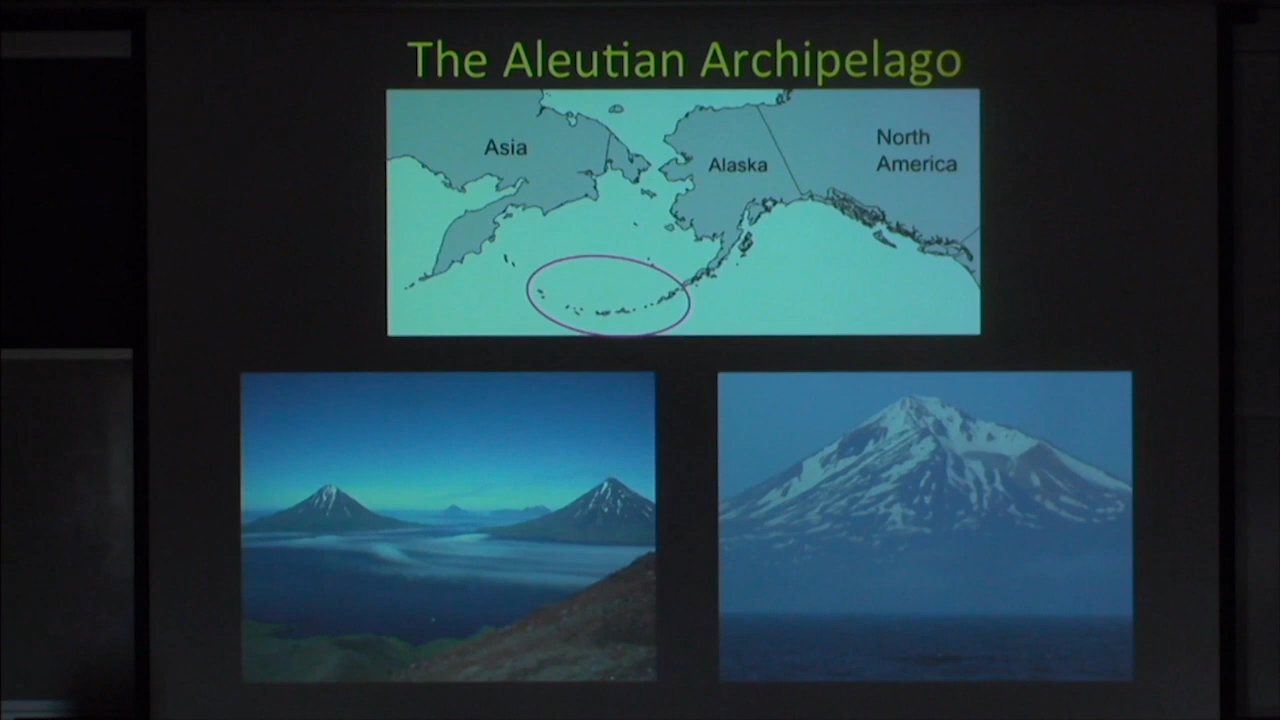 The Aleutian Archipelago
Asia
Alaska
North
America